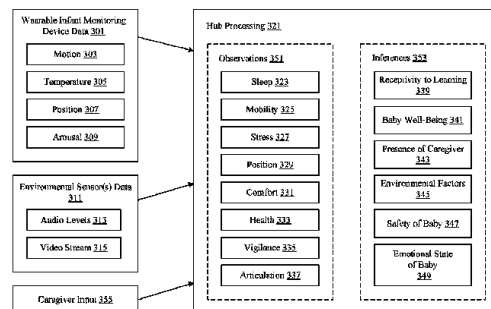 Wearable Infant Monitoring
Device Data 301
Motion 303
Temperature 305
Position 307
Arousal 309
Environmental Sensor(s) Data
311
Audio Levels 313
Video Stream 315
Caregiver Input 355
Hub Processing 321
Observations 351
Sleep 323
Mobility 325
Stress 327
Position 329
Comfort 331
Health 333
Vigilance 335
Articulation 337
Inferences 353
Receptivity to Learning
339
Baby Well-Being 341
Presence of Caregiver
343
Environmental Factors
345
Safety of Baby 347
Emotional State
of Baby
349